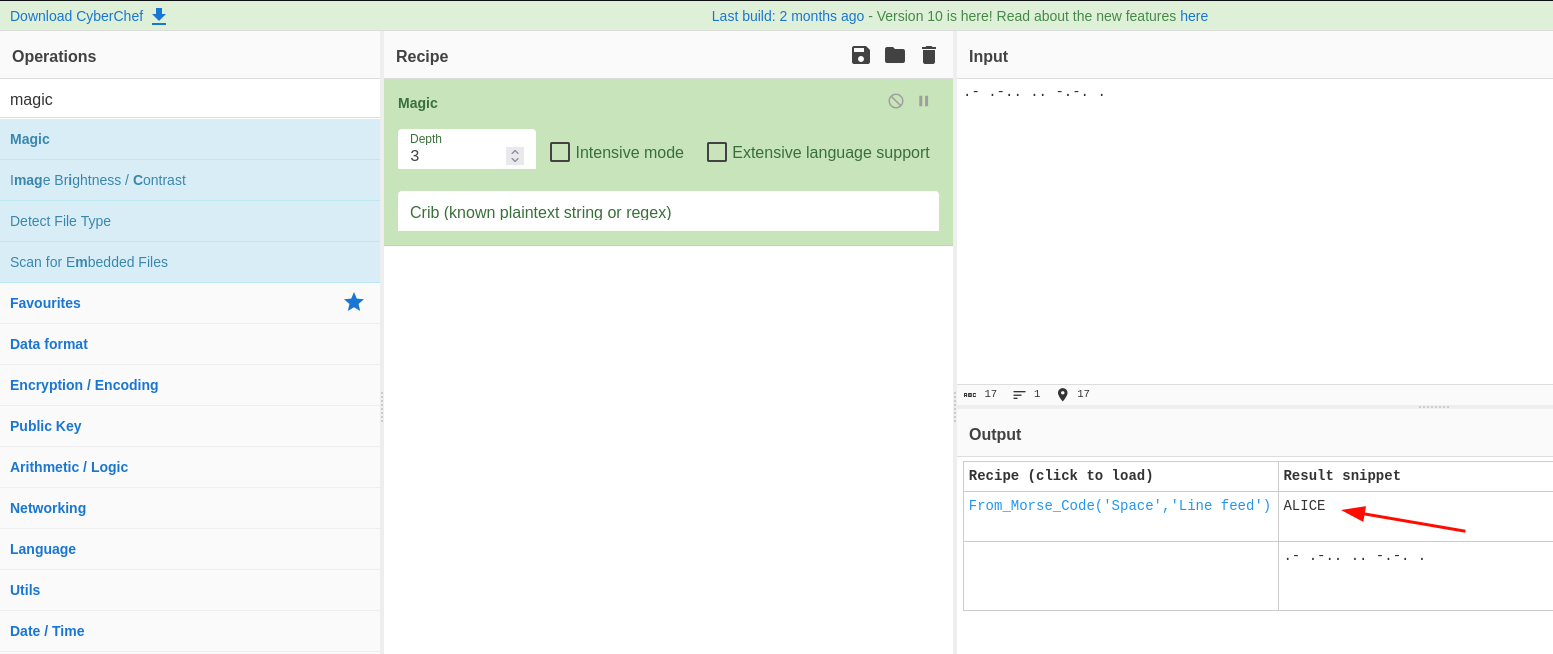 Download CyberChef
Last build: 2 months ago - Version 10 is here! Read about the new features here
Operations
magic
Magic
Image Brightness / Contrast
Detect File Type
Scan for Embedded Files
Favourites
Data format
Encryption / Encoding
Public Key
Arithmetic / Logic
Networking
Language
Utils
Date / Time
Recipe
Magic
Depth
3
Intensive mode
Extensive language support
Crib (known plaintext string or regex)
Input
.- .-.. .. -.-. .
ABC 17 1 17
Output
Recipe (click to load) Result snippet
From_Morse_Code('Space','Line feed') ALICE
.- .-.. .. -.-. .